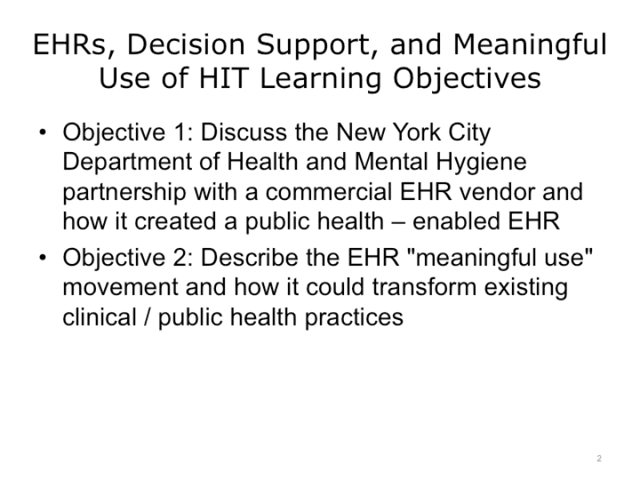 EHRs, Decision Support, and Meaningful
Use of HIT Learning Objectives
• Objective 1: Discuss the New York City
Department of Health and Mental Hygiene
partnership with a commercial EHR vendor and
how it created a public health – enabled EHR
• Objective 2: Describe the EHR "meaningful use"
movement and how it could transform existing
clinical / public health practices
2